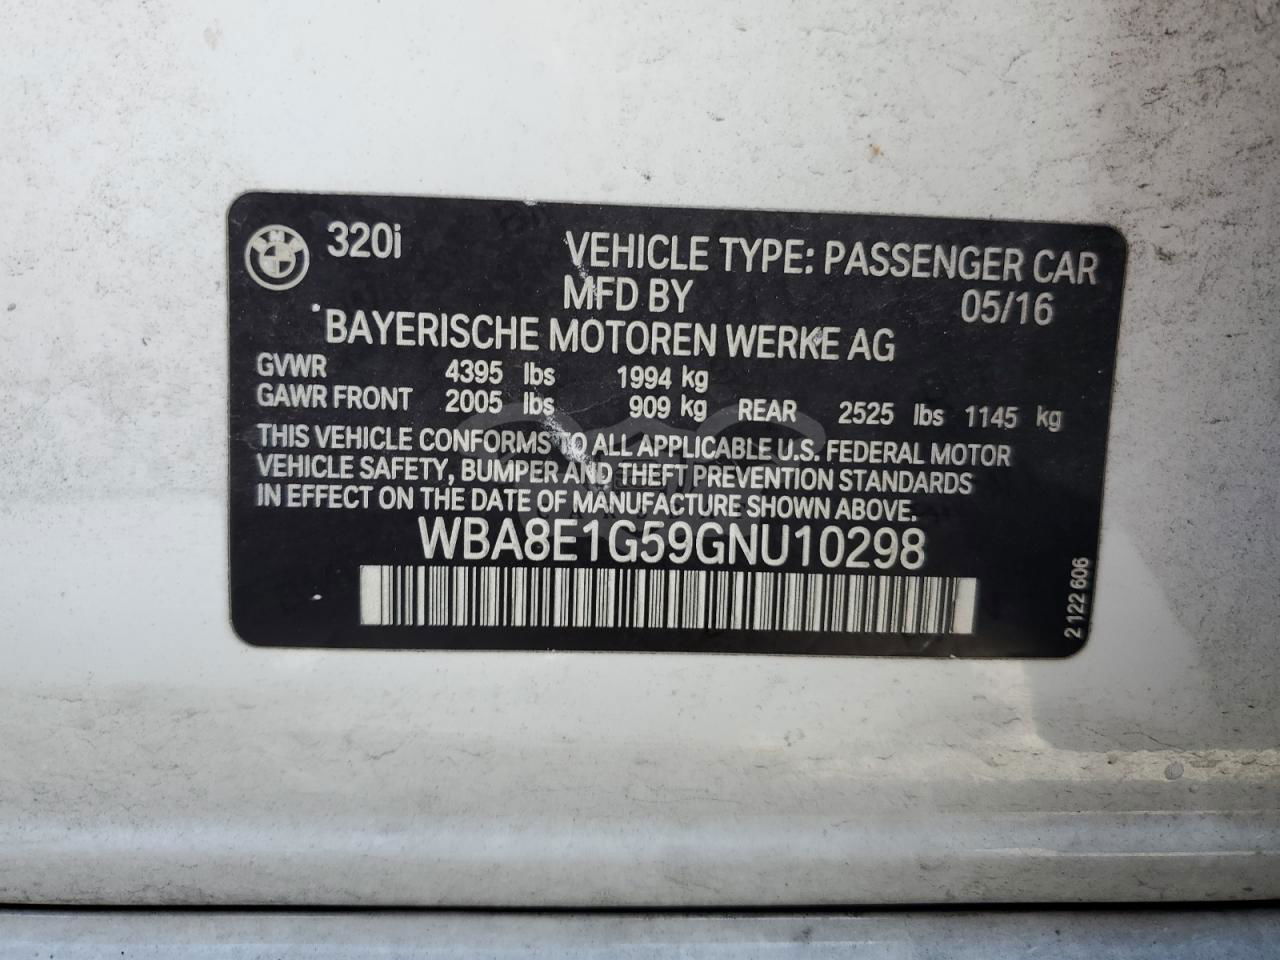 320i VEHICLE TYPE: PASSENGER CAR
MFD BY 05/16
BAYERISCHE MOTOREN WERKE AG
GVWR 4395 lbs 1994 kg
GAWR FRONT 2005 lbs 909 kg REAR 2525 lbs 1145 kg
THIS VEHICLE CONFORMS TO ALL APPLICABLE U.S. FEDERAL MOTOR
VEHICLE SAFETY, BUMPER AND THEFT PREVENTION STANDARDS
IN EFFECT ON THE DATE OF MANUFACTURE SHOWN ABOVE.
WBA8E1G59GNU10298
2 122 606